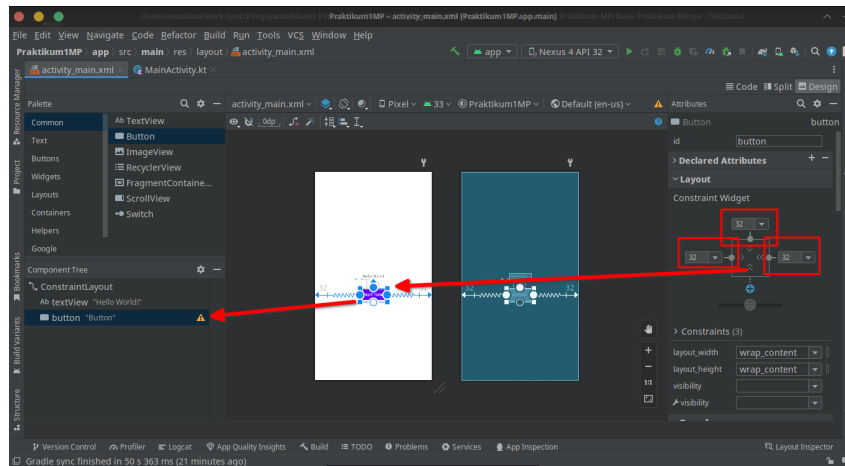 Praktikum1MP – activity_main.xml [Praktikum1MP.app.main]
File Edit View Navigate Code Refactor Build Run Tools VCS Window Help
Praktikum1MP app src main res layout activity_main.xml app Nexus 4 API 32
activity_main.xml MainActivity.kt
Code Split Design
Resource Manager
Palette activity_main.xml Pixel 33 Praktikum1MP Default (en-us) Attributes
Common Ab TextView 0dp Button button
Text Button id button
Buttons ImageView
Project
Widgets RecyclerView Declared Attributes
Layouts FragmentContaine... Layout
Containers ScrollView Constraint Widget
Helpers Switch 32
Google 32 32
Bookmarks
Component Tree
ConstraintLayout Hello World
Ab textView "Hello World!" 32 32 32 32
button "Button" BUTTON
Build Variants
Constraints (3)
layout_width wrap_content
layout_height wrap_content
1:1 visibility
Structure
visibility
Version Control Profiler Logcat App Quality Insights Build TODO Problems Services App Inspection Layout Inspector
Gradle sync finished in 50 s 363 ms (21 minutes ago)